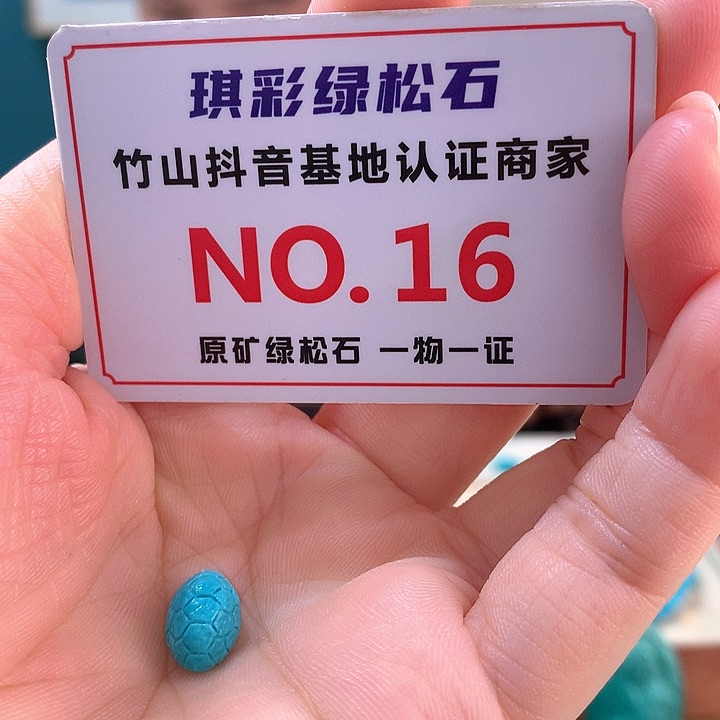 琪彩绿松石
竹山抖音基地认证商家
NO.16
原矿绿松石 一物一证